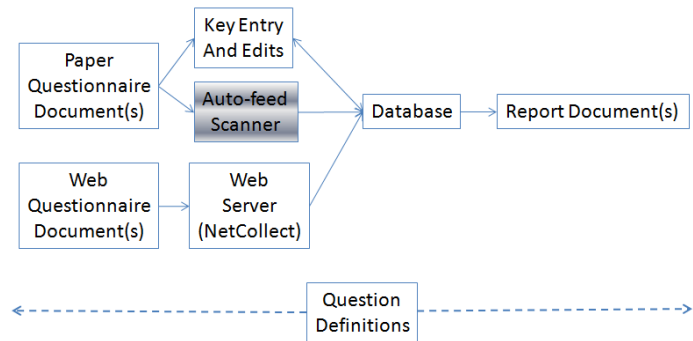 Paper
Questionnaire
Document(s)
Key Entry
And Edits
Auto-feed
Scanner
Database
Report Document(s)
Web
Questionnaire
Document(s)
Web
Server
(NetCollect)
Question
Definitions